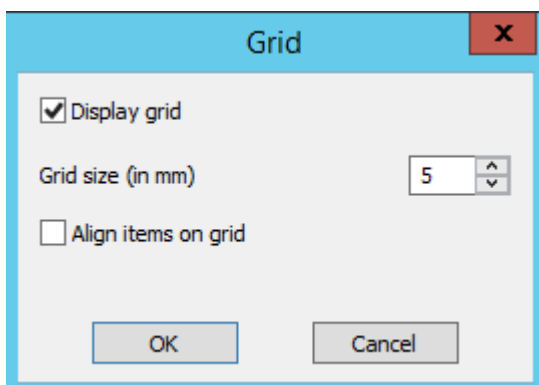 Grid
x
Display grid
Grid size (in mm) 5
Align items on grid
OK Cancel